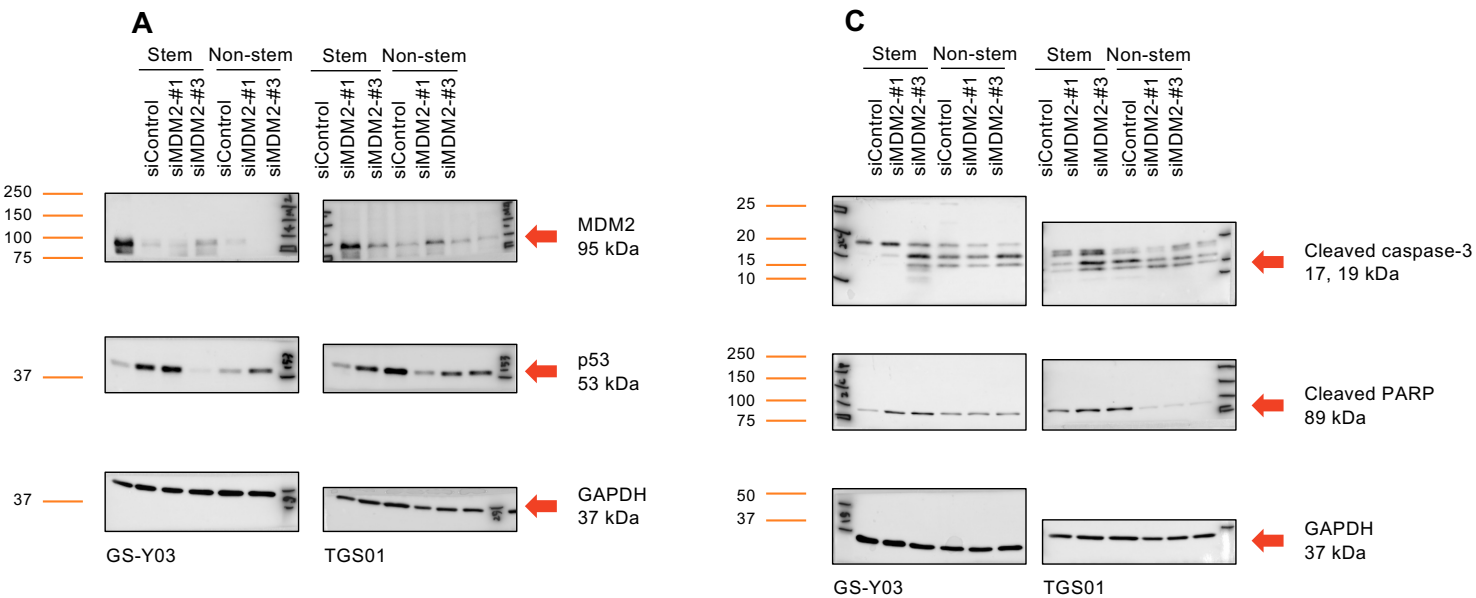 A
Stem Non-stem
Stem Non-stem
siControl
siMDM2-#1
siMDM2-#3
siControl
siMDM2-#1
siMDM2-#3
siControl
siMDM2-#1
siMDM2-#3
siControl
siMDM2-#1
siMDM2-#3
250
150
100
75
MDM2
95 kDa
37
p53
53 kDa
37
GAPDH
37 kDa
GS-Y03
TGS01
C
Stem Non-stem
Stem Non-stem
siControl
siMDM2-#1
siMDM2-#3
siControl
siMDM2-#1
siMDM2-#3
siControl
siMDM2-#1
siMDM2-#3
siControl
siMDM2-#1
siMDM2-#3
25
20
15
10
Cleaved caspase-3
17, 19 kDa
250
150
100
75
Cleaved PARP
89 kDa
50
37
GAPDH
37 kDa
GS-Y03
TGS01